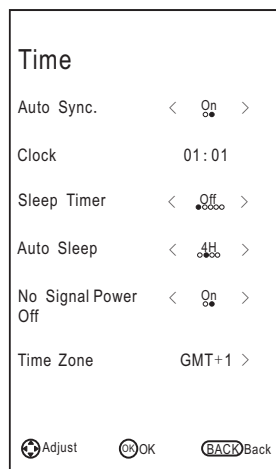 Time
Auto Sync. < On >
Clock 01:01
Sleep Timer < Off >
Auto Sleep < 4H >
No Signal Power < On >
Off
Time Zone GMT+1 >
Adjust OK OK BACK Back